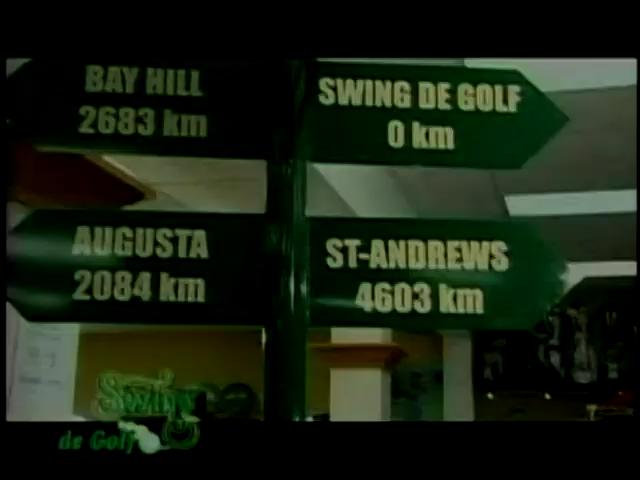 BAY HILL
2683 km
SWING DE GOLF
0 km
AUGUSTA
2084 km
ST-ANDREWS
4603 km
Swing
de Golf